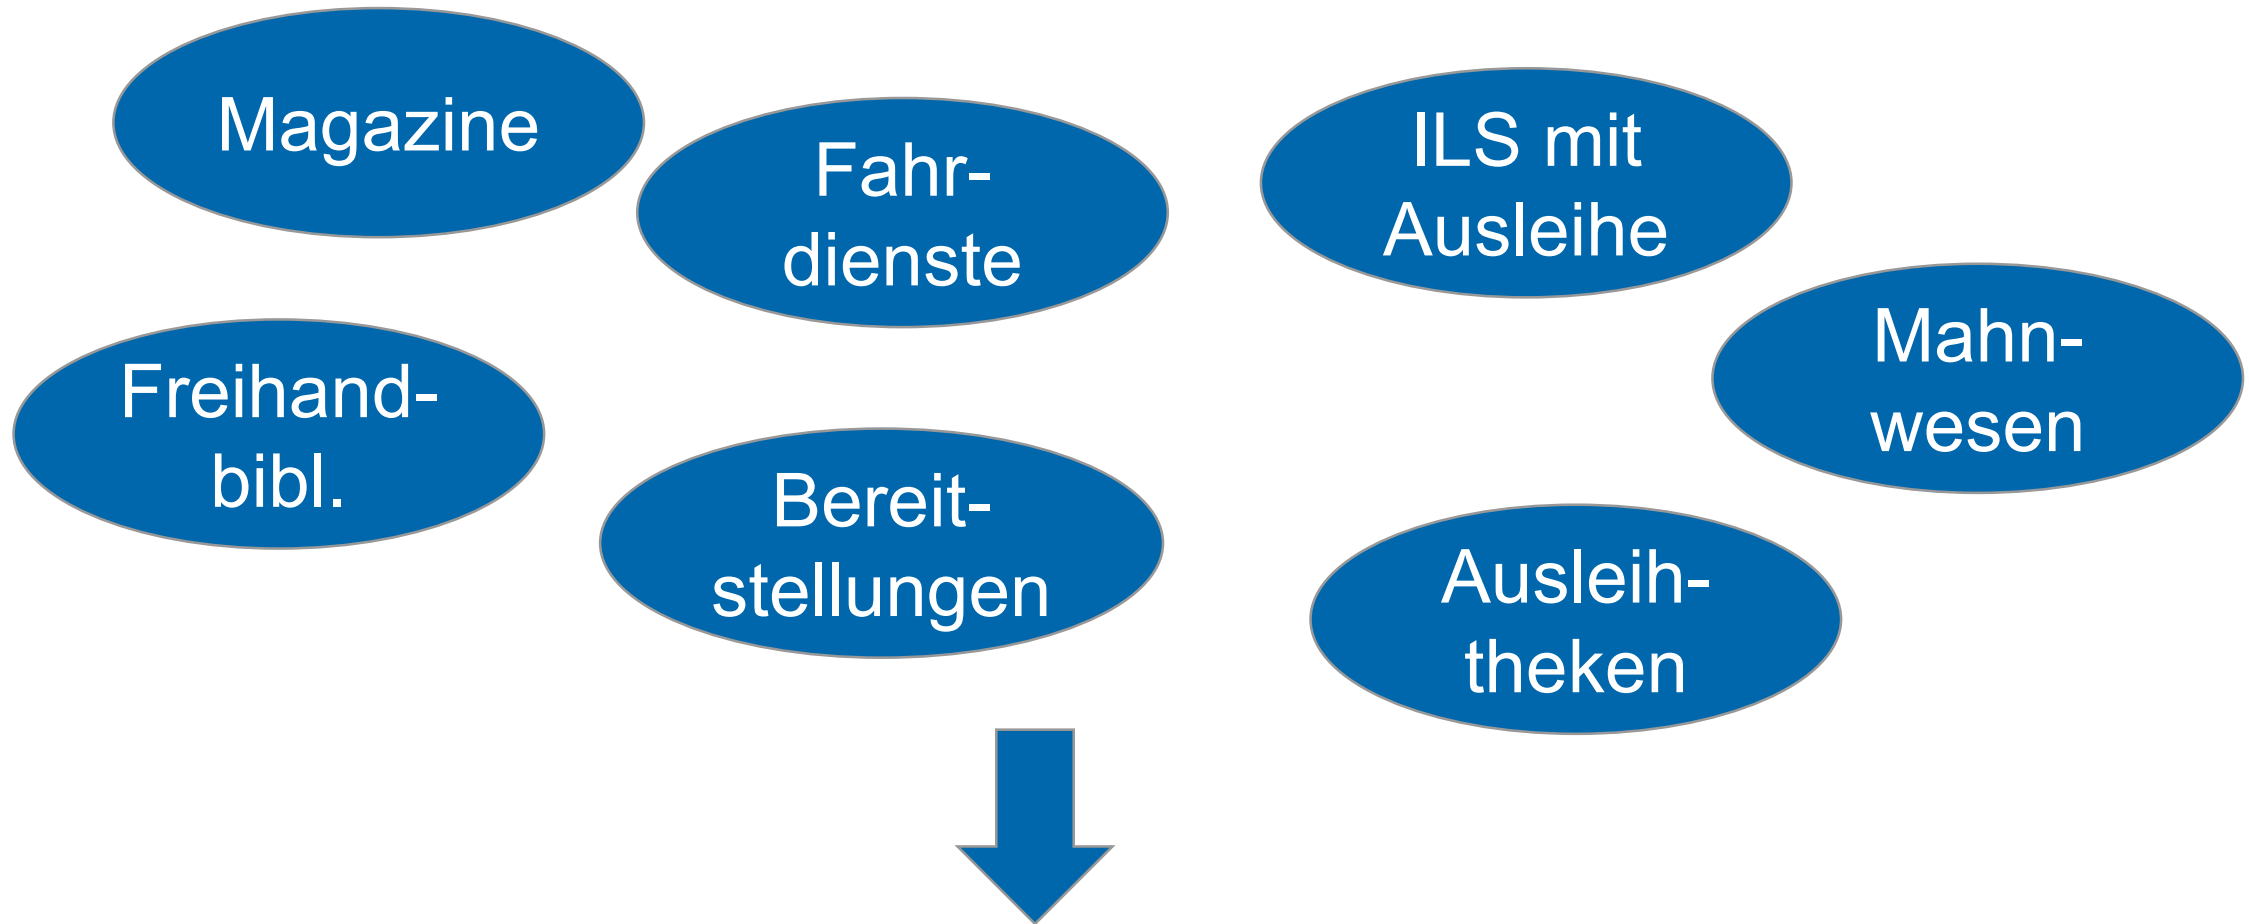 Magazine
Fahr-
dienste
ILS mit
Ausleihe
Mahn-
wesen
Freihand-
bibl.
Bereit-
stellungen
Ausleih-
theken